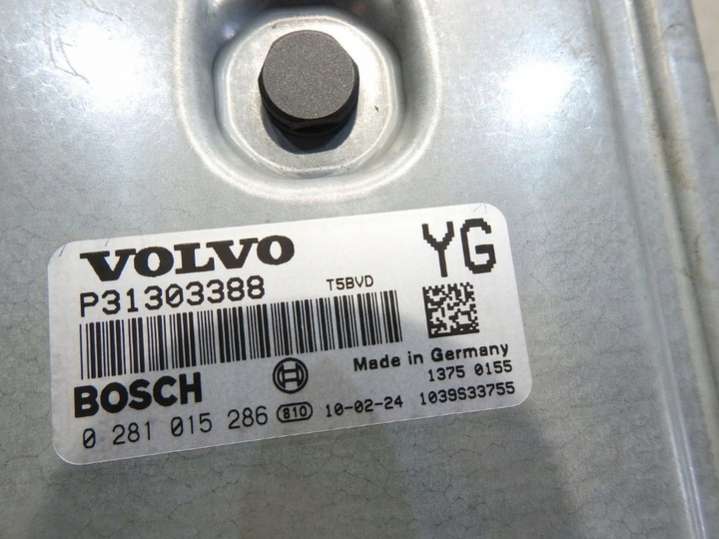 VOLVO YG
P31303388 T5BVD
Made in Germany
BOSCH 1375 0155
0 281 015 286 810 10-02-24 1039S33755